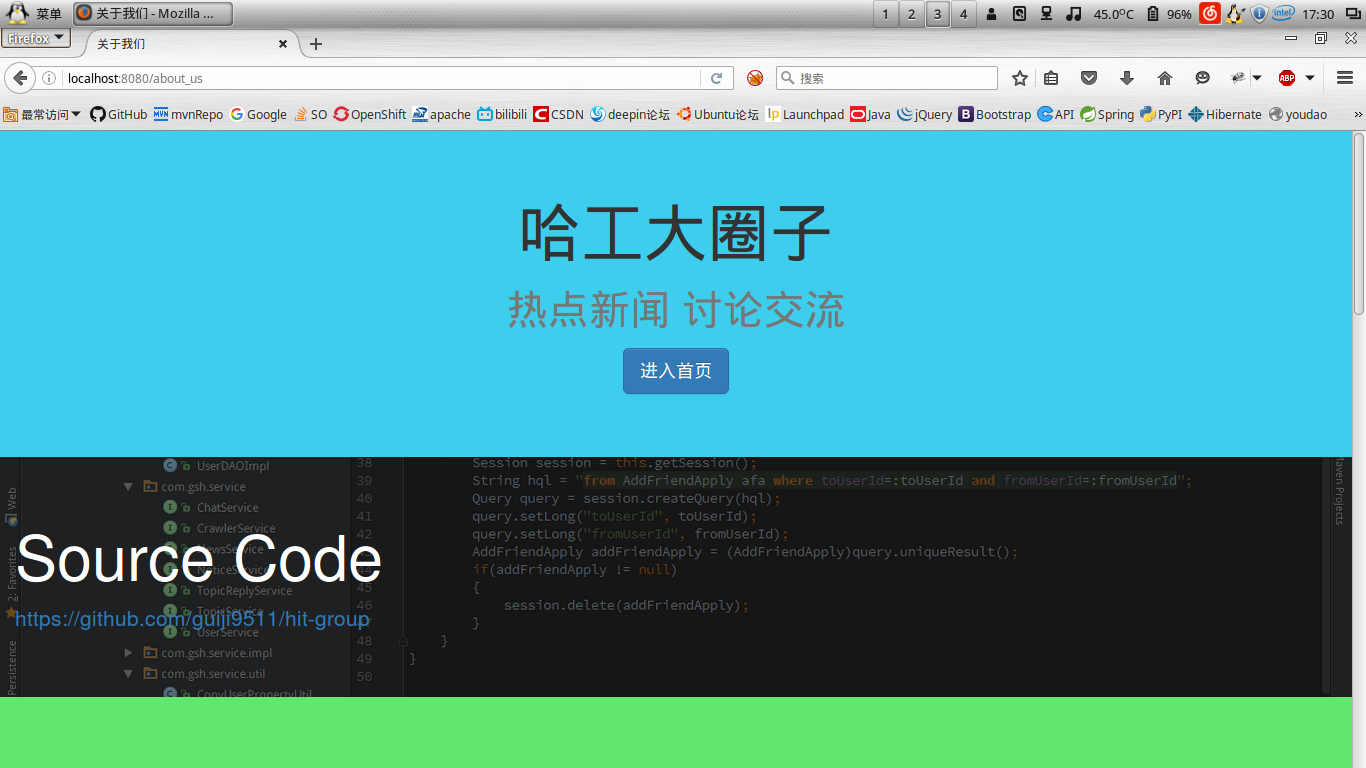 菜单 关于我们 - Mozilla ... 1 2 3 4 45.0°C 96% intel 17:30
Firefox 关于我们
localhost:8080/about_us 搜索 ABP
最常访问 GitHub mvnRepo Google SO OpenShift apache bilibili CSDN deepin论坛 Ubuntu论坛 Launchpad Java jQuery Bootstrap API Spring PyPI Hibernate youdao »
哈工大圈子
热点新闻 讨论交流
进入首页
UserDAOImpl
com.gsh.service
ChatService
CrawlerService
NewsService
NoticeService
TopicReplyService
TopicService
UserService
com.gsh.service.impl
com.gsh.service.util
CopyUserPropertyUtil
Web
2: Favorites
Persistence
Source Code
https://github.com/guiji9511/hit-group
38 Session session = this.getSession();
39 String hql = "from AddFriendApply afa where toUserId=:toUserId and fromUserId=:fromUserId";
40 Query query = session.createQuery(hql);
41 query.setLong("toUserId", toUserId);
42 query.setLong("fromUserId", fromUserId);
AddFriendApply addFriendApply = (AddFriendApply)query.uniqueResult();
if(addFriendApply != null)
45 {
46 session.delete(addFriendApply);
}
48 }
49 }
50
Maven Projects